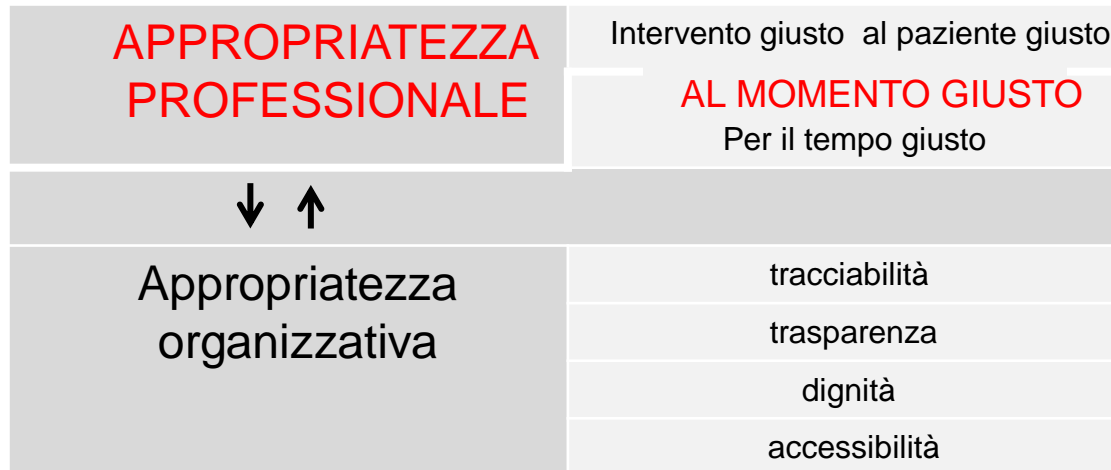 APPROPRIATEZZA
PROFESSIONALE
Intervento giusto al paziente giusto
AL MOMENTO GIUSTO
Per il tempo giusto
↓ ↑
Appropriatezza
organizzativa
tracciabilità
trasparenza
dignità
accessibilità